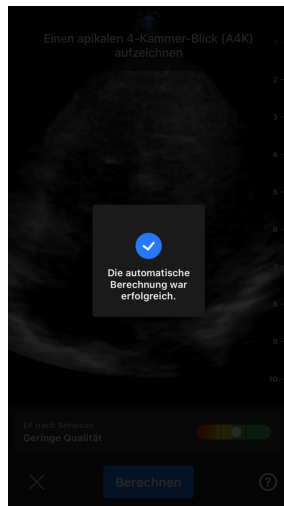 Einen apikalen 4-Kammer-Blick (A4K)
aufzeichnen
2
3
4
5
6
7
8
9
10
Die automatische
Berechnung war
erfolgreich.
EF nach Simpson
Geringe Qualität
Berechnen
?